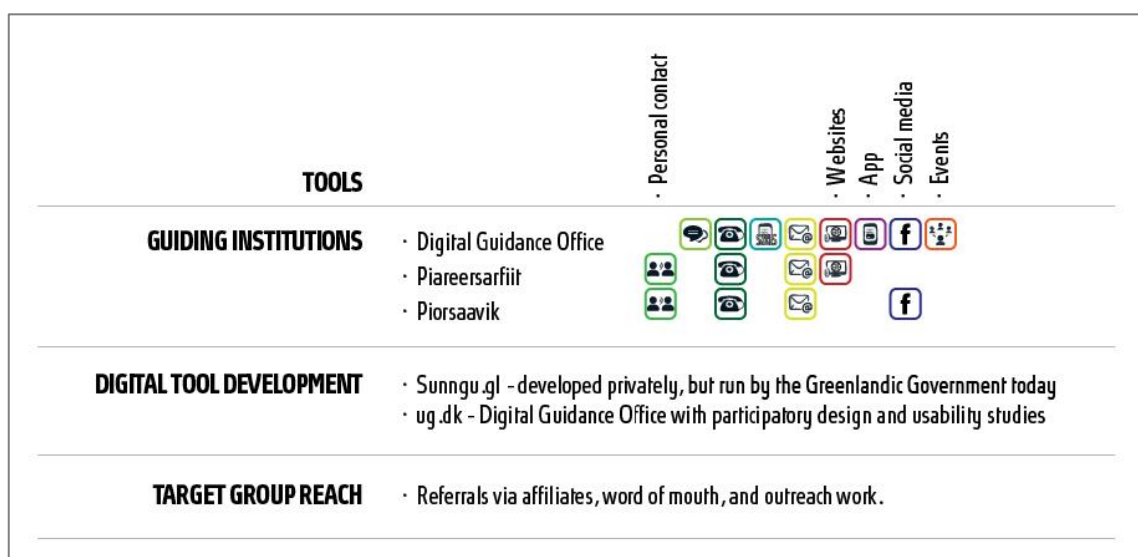 · Personal contact
· Websites
· App
· Social media
· Events
TOOLS
GUIDING INSTITUTIONS
· Digital Guidance Office
SMS
· Piareersarfiit
· Piorsaavik
DIGITAL TOOL DEVELOPMENT
· Sunngu.gl - developed privately, but run by the Greenlandic Government today
· ug.dk - Digital Guidance Office with participatory design and usability studies
TARGET GROUP REACH
· Referrals via affiliates, word of mouth, and outreach work.